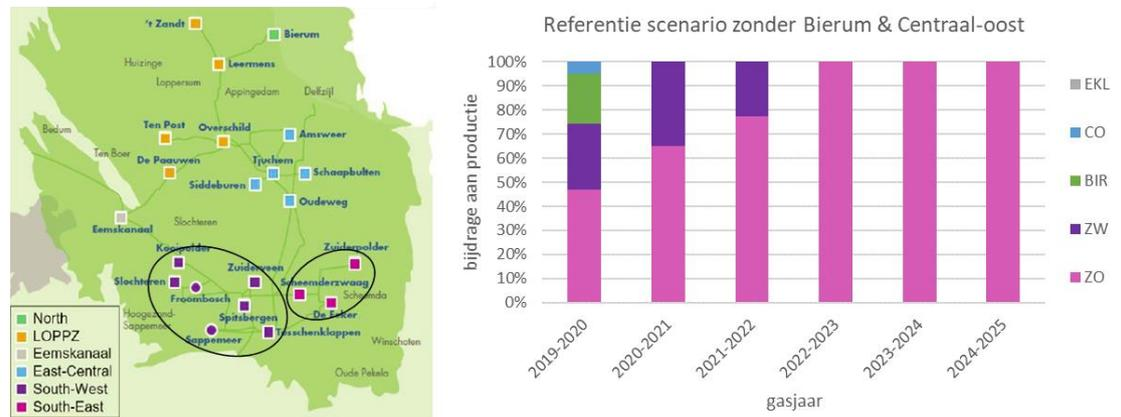 't Zandt
Bierum
Huizinge
Leermens
Loppersum
Appingedam
Delfzijl
Bedum
Ten Post
Overschild
Amsweer
Ten Boer
De Paauwen
Tjuchem
Schaapbulten
Siddeburen
Oudeweg
Slochteren
Eemskanaal
Kooipolder
Zuiderpolder
Slochteren
Zuiderveen
Scheemderzwaag
Froombosch
Scheemda
Hoogezand-
Sappemeer
Spitsbergen
De Eeker
Sappemeer
Tusschenklappen
Winschoten
Oude Pekela
North
LOPPZ
Eemskanaal
East-Central
South-West
South-East
Referentie scenario zonder Bierum & Centraal-oost
bijdrage aan productie
100%
90%
80%
70%
60%
50%
40%
30%
20%
10%
0%
2019-2020
2020-2021
2021-2022
2022-2023
2023-2024
2024-2025
gasjaar
EKL
CO
BIR
ZW
ZO